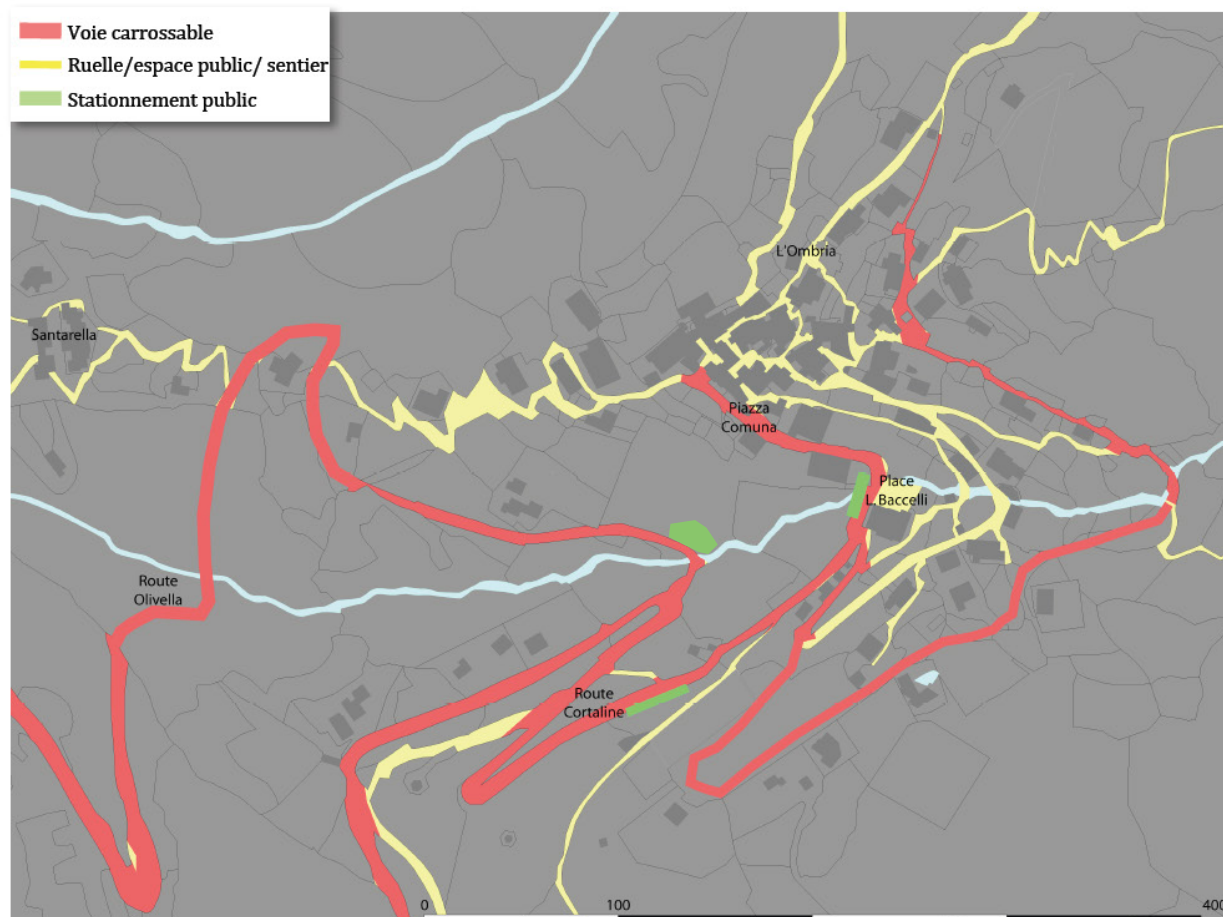 Voie carrossable
Ruelle/espace public/ sentier
Stationnement public
L'Ombria
Santarella
Piazza
Comuna
Place
L.Baccelli
Route
Olivella
Route
Cortaline
0
100
400